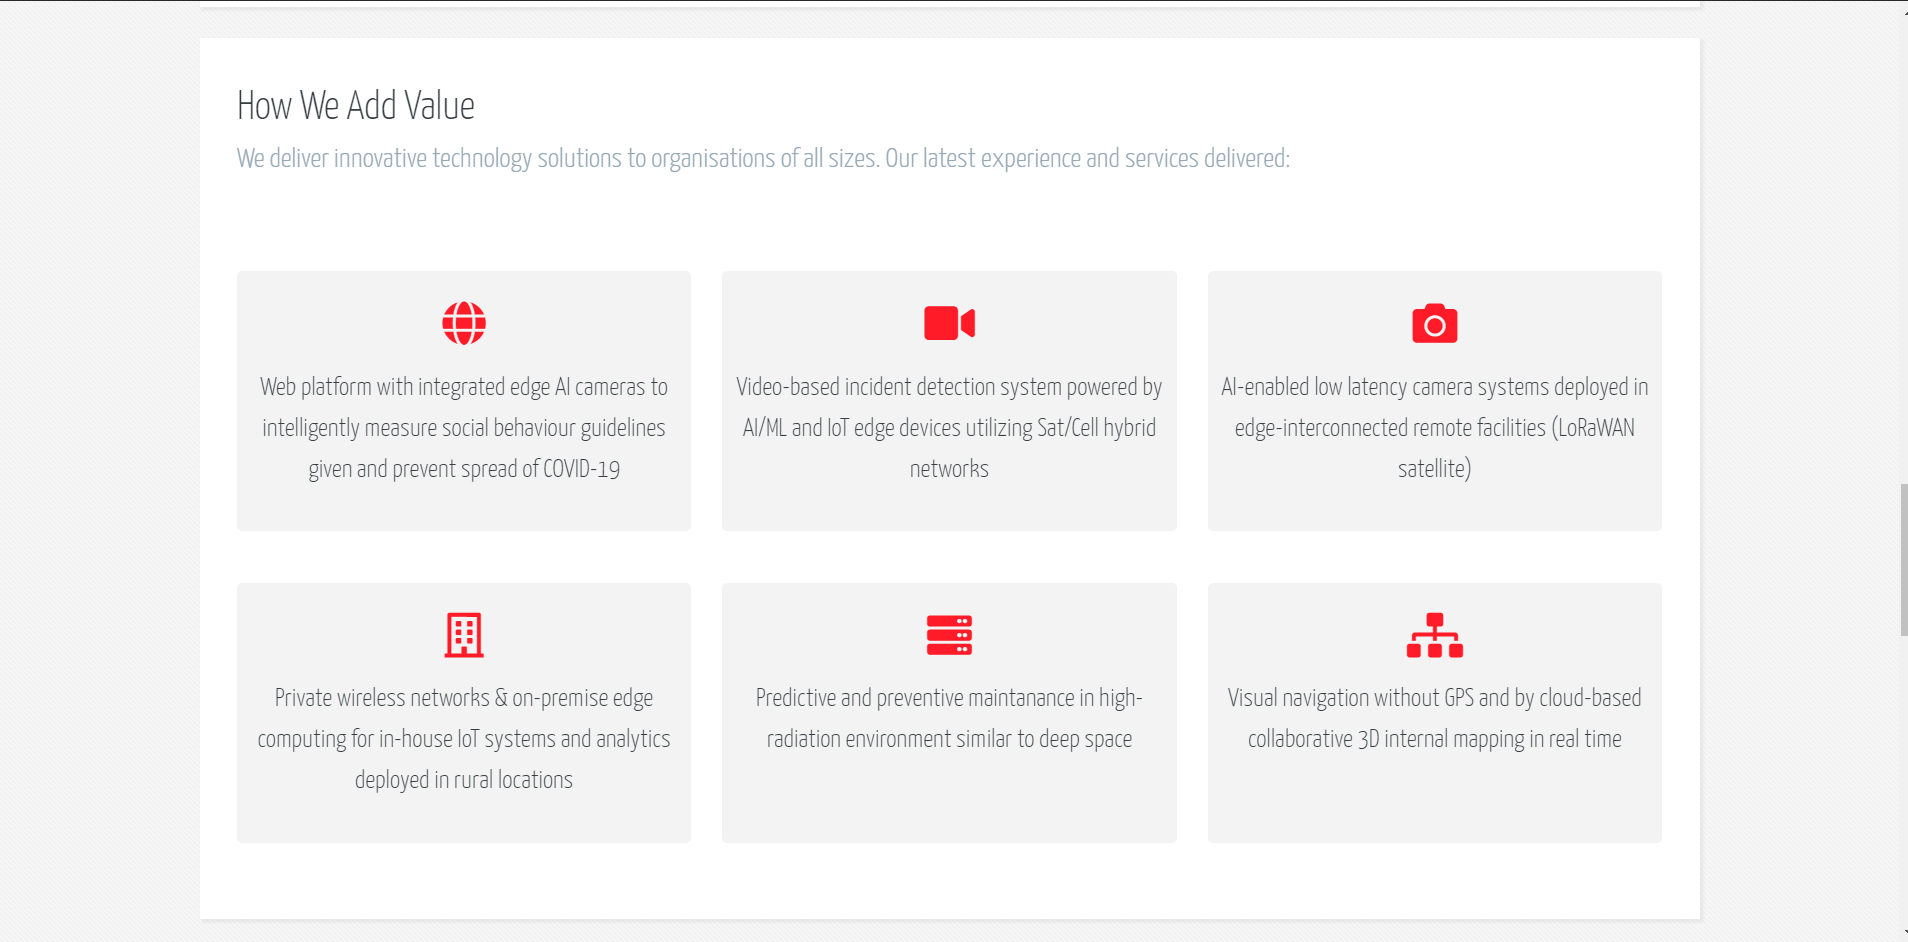 How We Add Value
We deliver innovative technology solutions to organisations of all sizes. Our latest experience and services delivered:
Web platform with integrated edge AI cameras to
intelligently measure social behaviour guidelines
given and prevent spread of COVID-19
Video-based incident detection system powered by
AI/ML and IoT edge devices utilizing Sat/Cell hybrid
networks
AI-enabled low latency camera systems deployed in
edge-interconnected remote facilities (LoRaWAN
satellite)
Private wireless networks & on-premise edge
computing for in-house IoT systems and analytics
deployed in rural locations
Predictive and preventive maintanance in high-
radiation environment similar to deep space
Visual navigation without GPS and by cloud-based
collaborative 3D internal mapping in real time